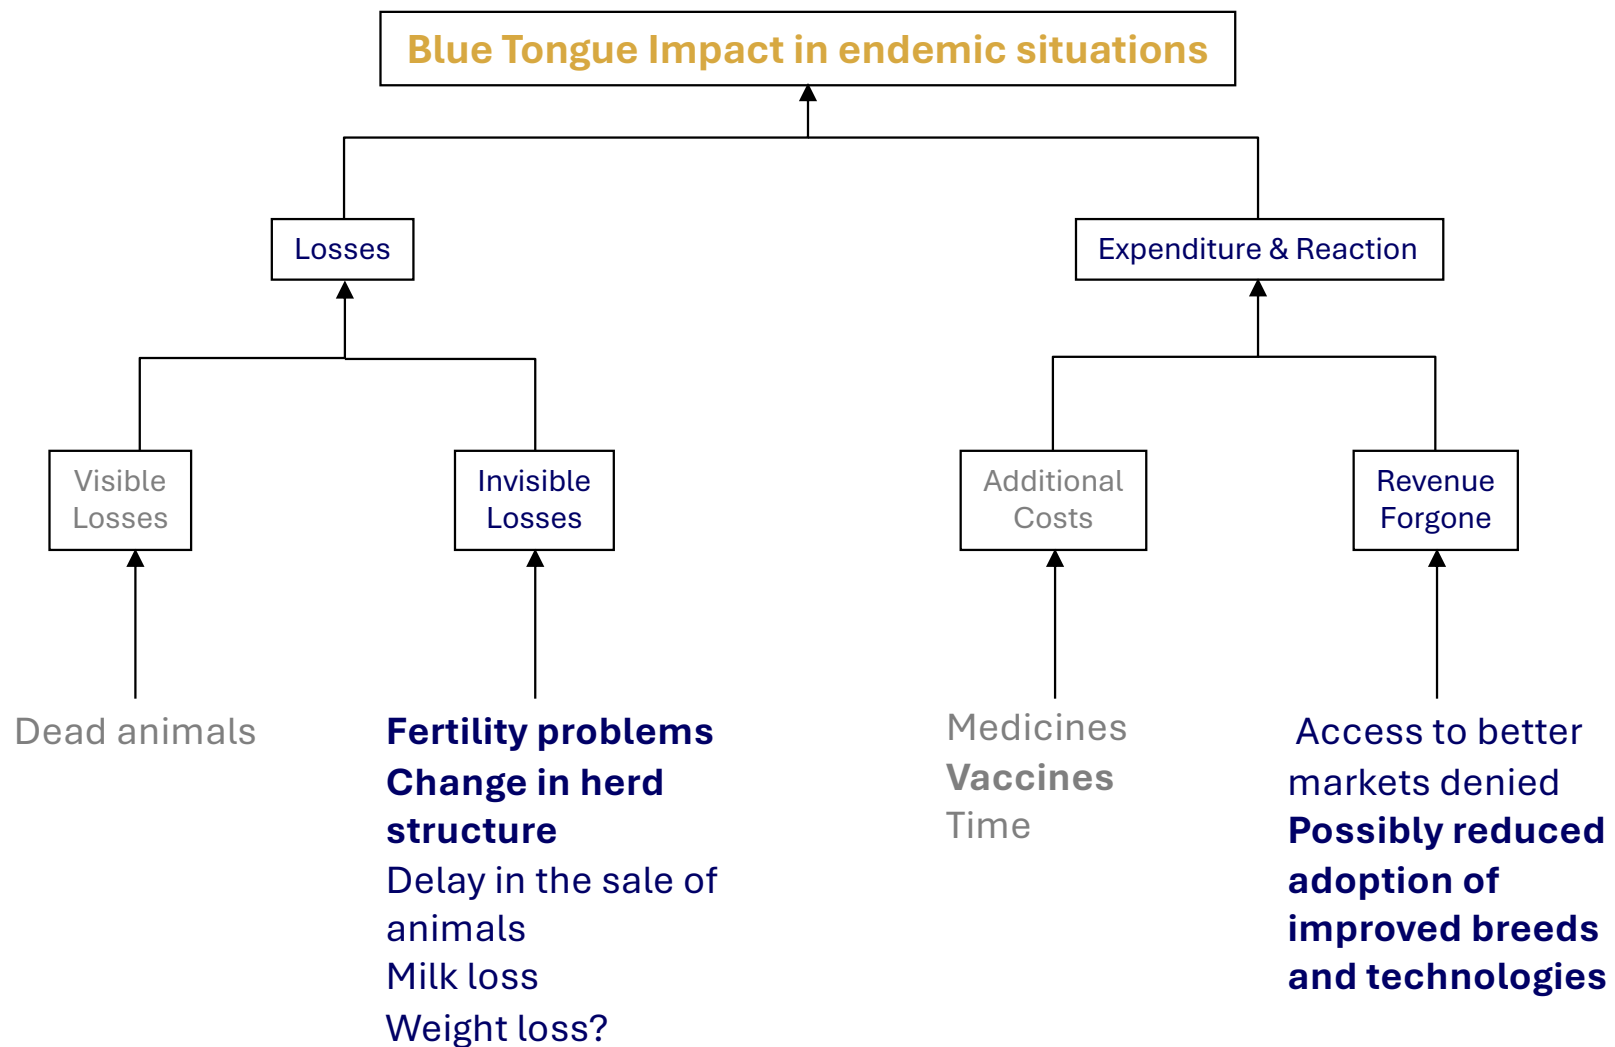 Blue Tongue Impact in endemic situations
Losses
Expenditure & Reaction
Visible
Losses
Invisible
Losses
Additional
Costs
Revenue
Forgone
Dead animals
Fertility problems
Change in herd
structure
Delay in the sale of
animals
Milk loss
Weight loss?
Medicines
Vaccines
Time
Access to better
markets denied
Possibly reduced
adoption of
improved breeds
and technologies